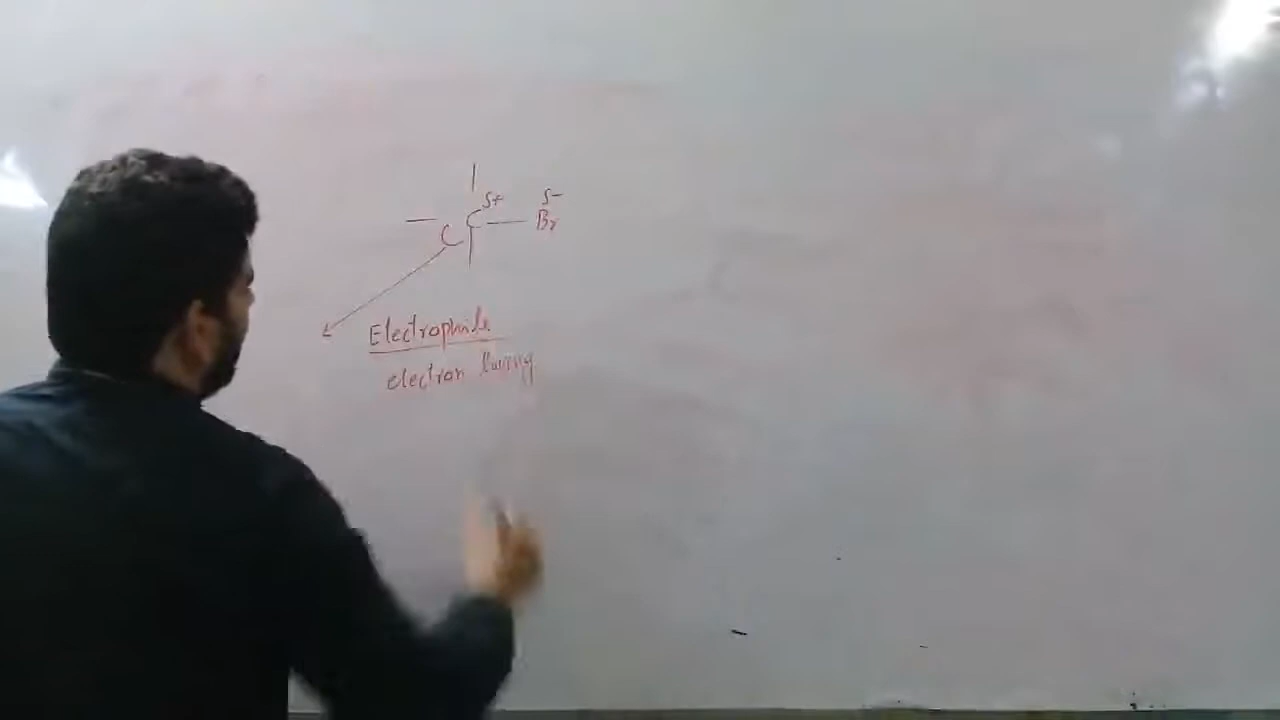 δ+ δ-
— C — Br
Electrophile
electron loving